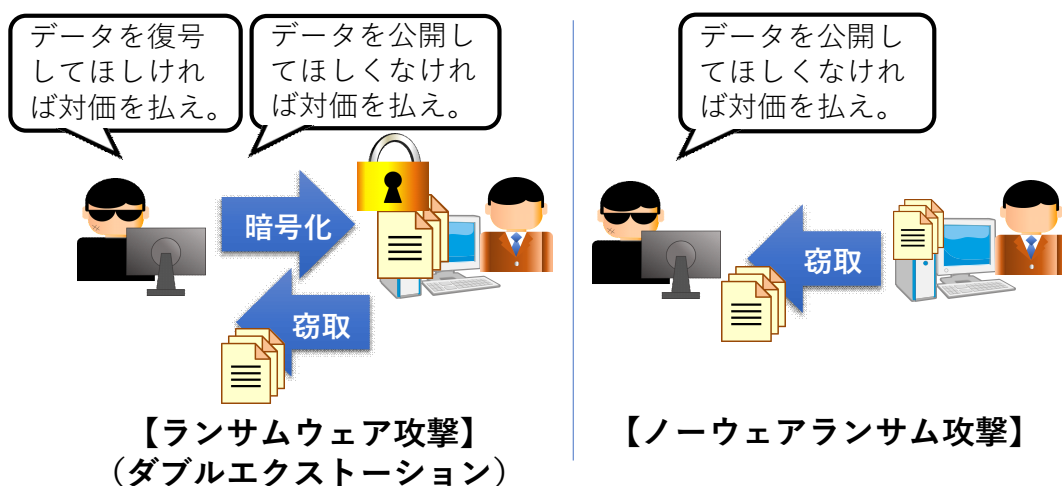 データを復号
してほしけれ
ば対価を払え。
データを公開し
てほしくなけれ
ば対価を払え。
暗号化
窃取
【ランサムウェア攻撃】
（ダブルエクストーション）
データを公開し
てほしくなけれ
ば対価を払え。
窃取
【ノーウェアランサム攻撃】